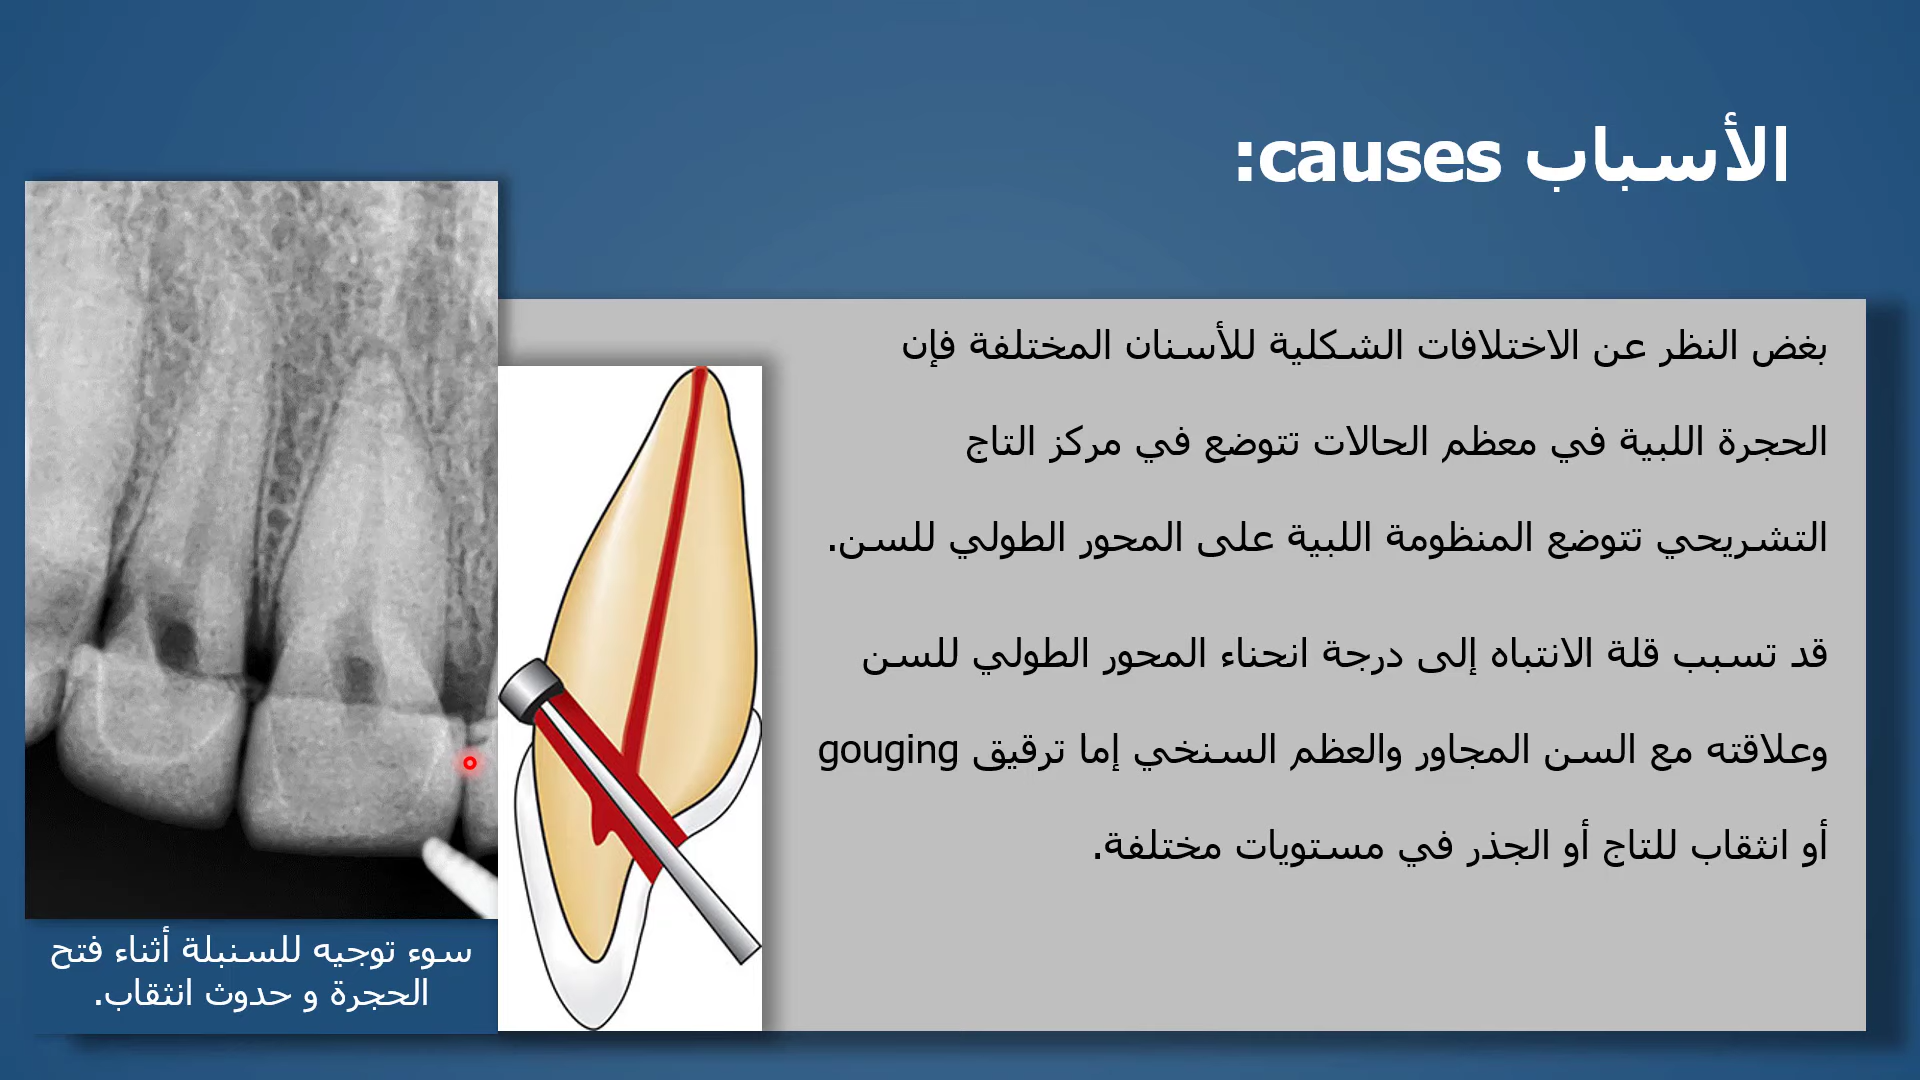 الأسباب causes:
بغض النظر عن الاختلافات الشكلية للأسنان المختلفة فإن
الحجرة اللبية في معظم الحالات تتوضع في مركز التاج
التشريحي تتوضع المنظومة اللبية على المحور الطولي للسن.
قد تسبب قلة الانتباه إلى درجة انحناء المحور الطولي للسن
وعلاقته مع السن المجاور والعظم السنخي إما ترقيق gouging
أو انثقاب للتاج أو الجذر في مستويات مختلفة.
سوء توجيه للسنبلة أثناء فتح
الحجرة و حدوث انثقاب.